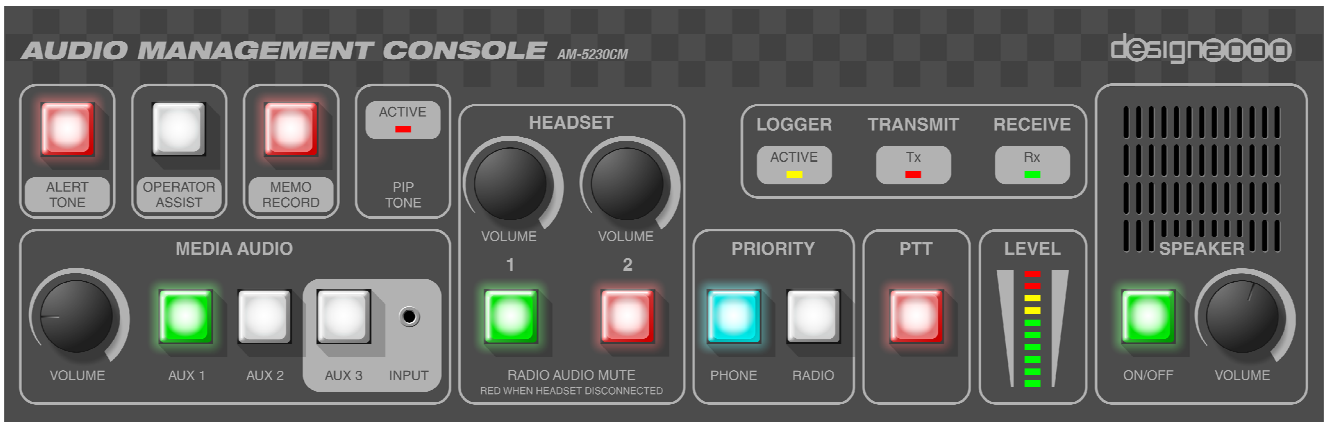 AUDIO MANAGEMENT CONSOLE AM-5230CM
design2000
ALERT
TONE
OPERATOR
ASSIST
MEMO
RECORD
ACTIVE
PIP
TONE
HEADSET
VOLUME
VOLUME
1
2
RADIO AUDIO MUTE
RED WHEN HEADSET DISCONNECTED
LOGGER
ACTIVE
TRANSMIT
Tx
RECEIVE
Rx
MEDIA AUDIO
VOLUME
AUX 1
AUX 2
AUX 3
INPUT
PRIORITY
PHONE
RADIO
PTT
LEVEL
SPEAKER
ON/OFF
VOLUME